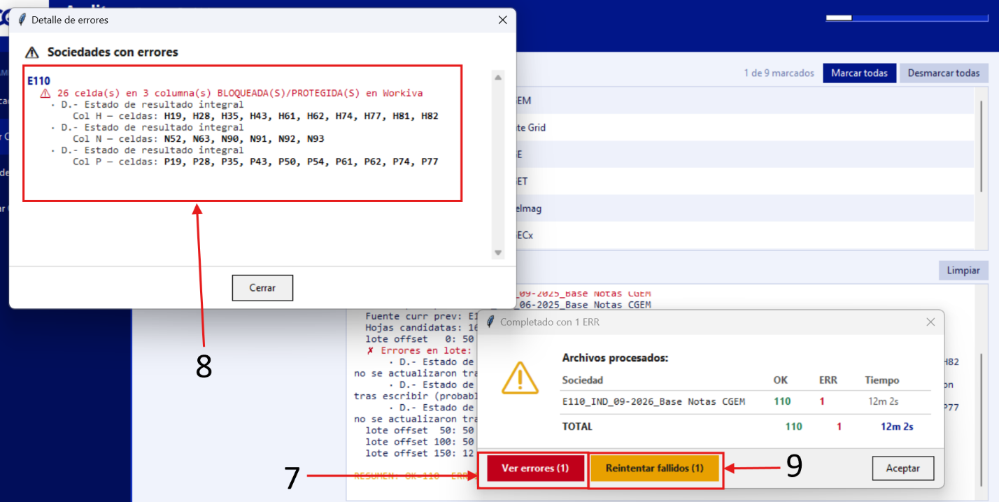 Detalle de errores
Sociedades con errores
E110
26 celda(s) en 3 columna(s) BLOQUEADA(S)/PROTEGIDA(S) en Workiva
· D.- Estado de resultado integral
Col H — celdas: H19, H28, H35, H43, H61, H62, H74, H77, H81, H82
· D.- Estado de resultado integral
Col N — celdas: N52, N63, N90, N91, N92, N93
· D.- Estado de resultado integral
Col P — celdas: P19, P28, P35, P43, P50, P54, P61, P62, P74, P77
Cerrar
8
1 de 9 marcados
Marcar todas
Desmarcar todas
EM
te Grid
E
ET
elmag
ECx
Limpiar
_09-2025_Base Notas CGEM
_06-2025_Base Notas CGEM
Fuente curr prev: E1
Hojas candidatas: 16
lote offset   0: 50
✗ Errores en lote:
· D.- Estado de
H82
no se actualizaron tra
· D.- Estado de
on
tras escribir (probabl
· D.- Estado de
P77
no se actualizaron tra
lote offset  50: 50
lote offset 100: 50
lote offset 150: 12
RESUMEN: OK=110  ERR
Completado con 1 ERR
Archivos procesados:
Sociedad OK ERR Tiempo
E110_IND_09-2026_Base Notas CGEM 110 1 12m 2s
TOTAL 110 1 12m 2s
Ver errores (1)
Reintentar fallidos (1)
Aceptar
7
9